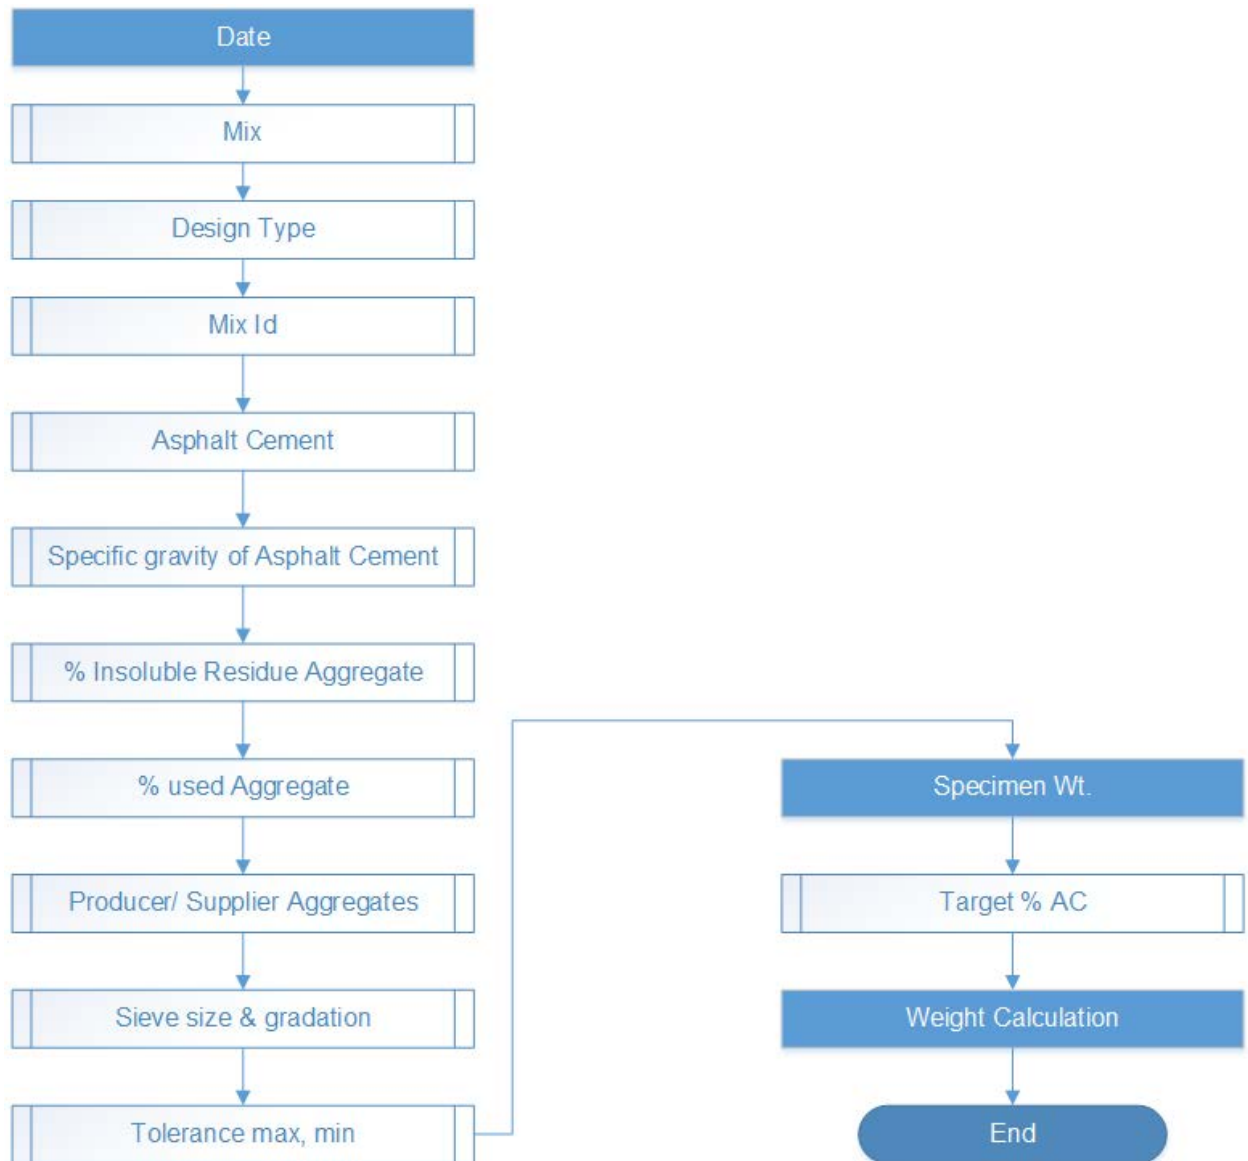 Date
Mix
Design Type
Mix Id
Asphalt Cement
Specific gravity of Asphalt Cement
% Insoluble Residue Aggregate
% used Aggregate
Producer/ Supplier Aggregates
Sieve size & gradation
Tolerance max, min
Specimen Wt.
Target % AC
Weight Calculation
End